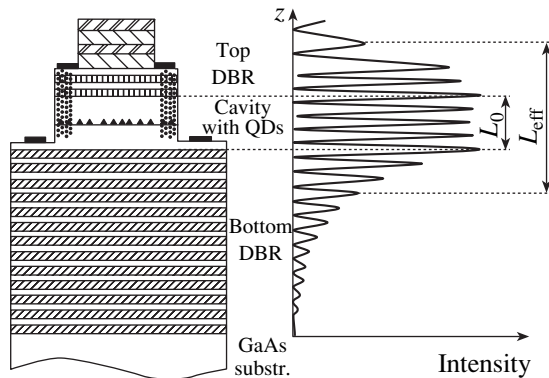 z
Top
DBR
Cavity
with QDs
L0
Leff
Bottom
DBR
GaAs
substr.
Intensity